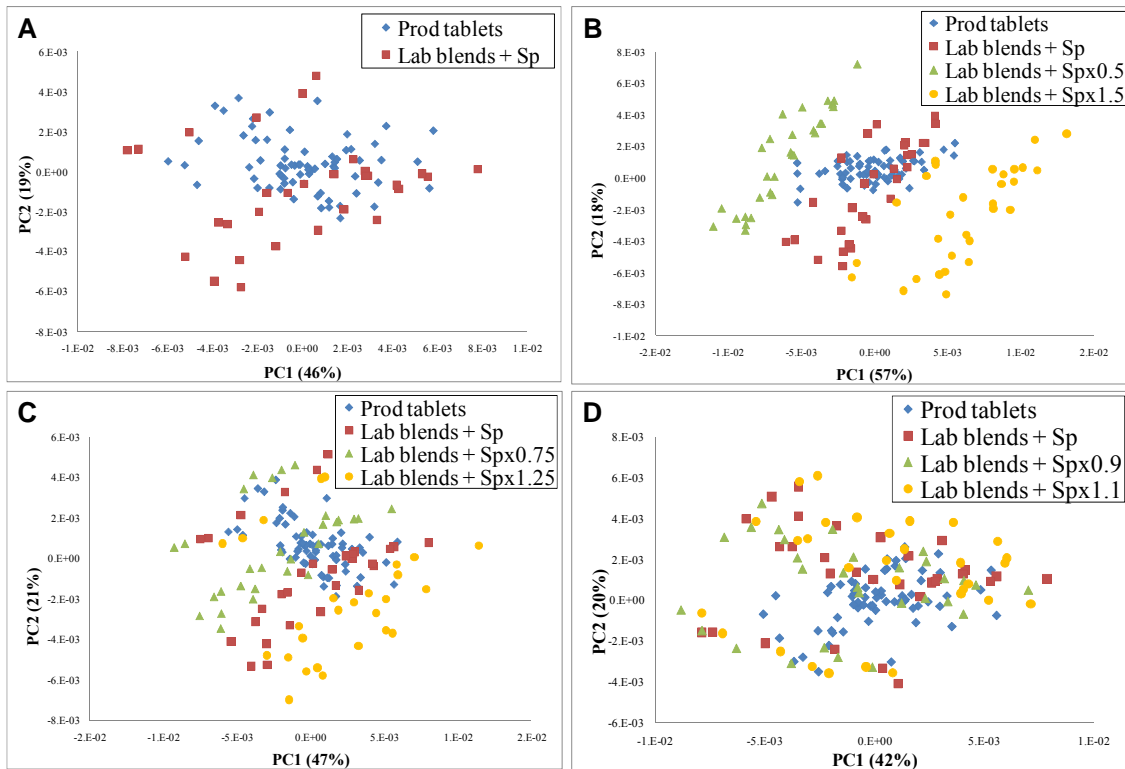 A
Prod tablets
Lab blends + Sp
6.E-03
4.E-03
2.E-03
0.E+00
-2.E-03
-4.E-03
-6.E-03
-8.E-03
PC2 (19%)
-1.E-02 -8.E-03 -6.E-03 -4.E-03 -2.E-03 0.E+00 2.E-03 4.E-03 6.E-03 8.E-03 1.E-02
PC1 (46%)
B
Prod tablets
Lab blends + Sp
Lab blends + Spx0.5
Lab blends + Spx1.5
8.E-03
6.E-03
4.E-03
2.E-03
0.E+00
-2.E-03
-4.E-03
-6.E-03
-8.E-03
-1.E-02
PC2 (18%)
-2.E-02 -1.E-02 -5.E-03 0.E+00 5.E-03 1.E-02 2.E-02
PC1 (57%)
C
Prod tablets
Lab blends + Sp
Lab blends + Spx0.75
Lab blends + Spx1.25
6.E-03
4.E-03
2.E-03
0.E+00
-2.E-03
-4.E-03
-6.E-03
-8.E-03
PC2 (21%)
-2.E-02 -1.E-02 -5.E-03 0.E+00 5.E-03 1.E-02 2.E-02
PC1 (47%)
D
Prod tablets
Lab blends + Sp
Lab blends + Spx0.9
Lab blends + Spx1.1
8.E-03
6.E-03
4.E-03
2.E-03
0.E+00
-2.E-03
-4.E-03
-6.E-03
PC2 (20%)
-1.E-02 -5.E-03 0.E+00 5.E-03 1.E-02
PC1 (42%)